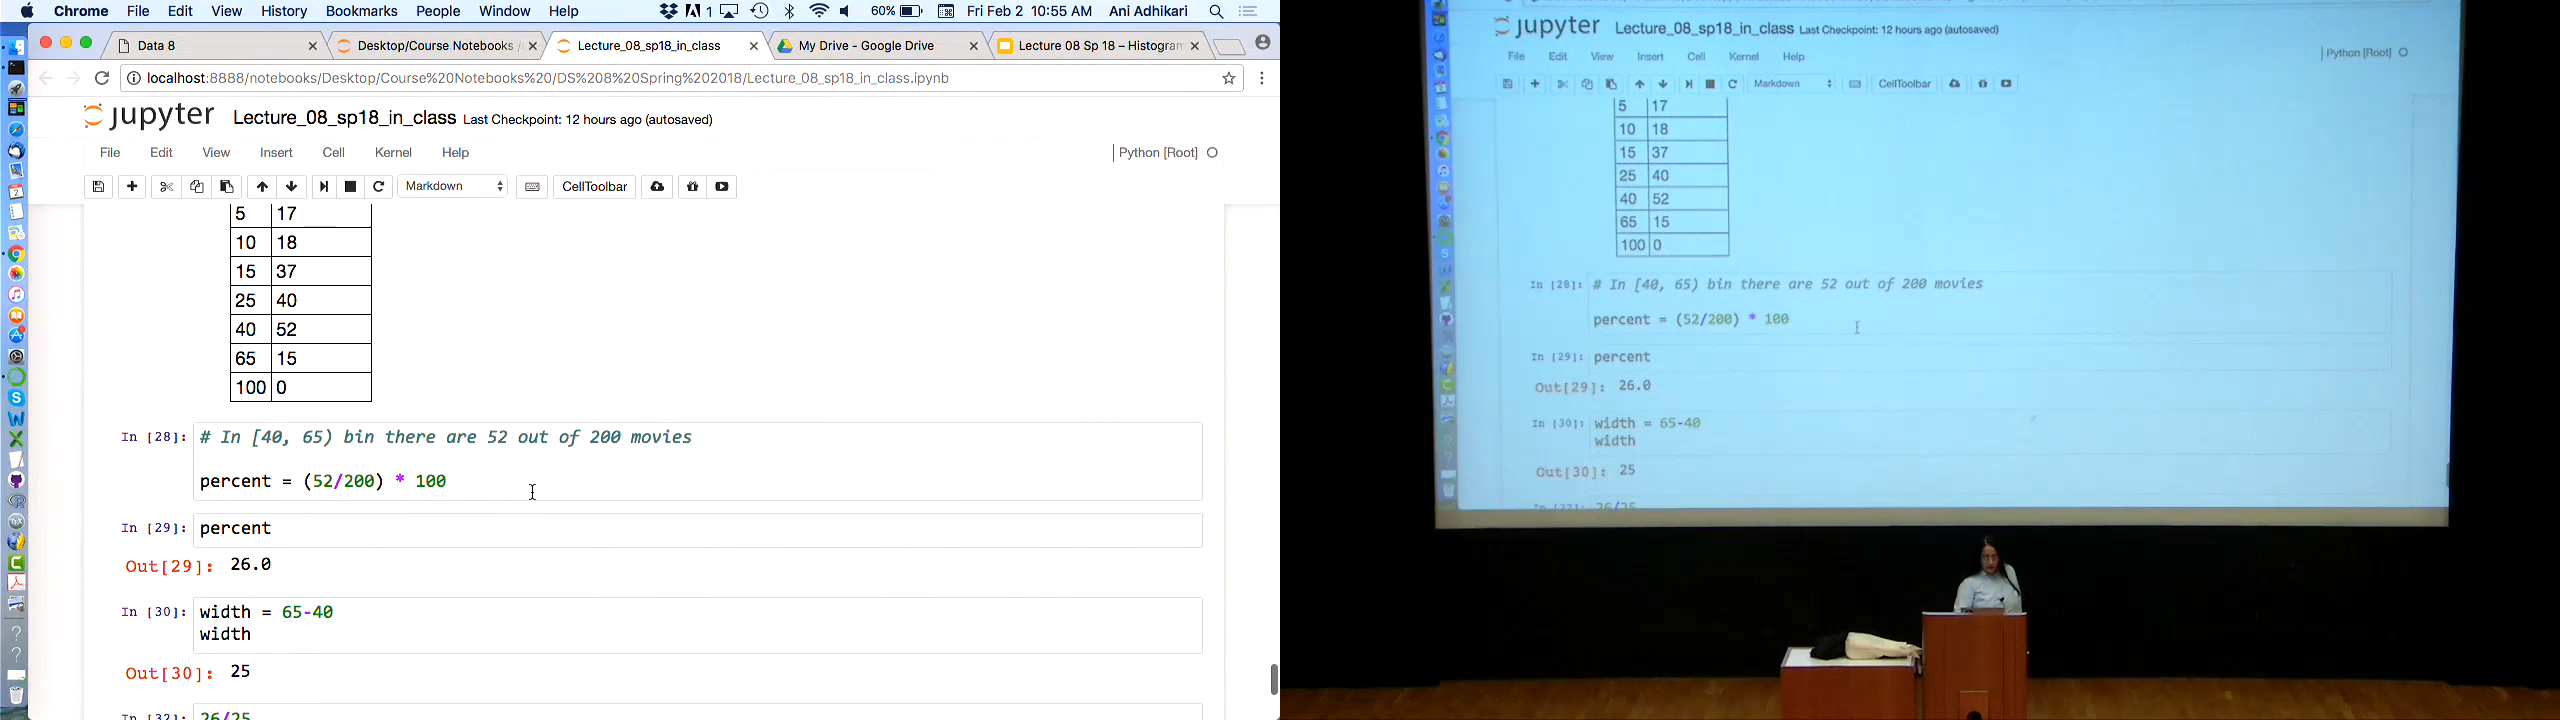 Chrome File Edit View History Bookmarks People Window Help 1 60% Fri Feb 2 10:55 AM Ani Adhikari
Data 8 Desktop/Course Notebooks Lecture_08_sp18_in_class My Drive - Google Drive Lecture 08 Sp 18 – Histogram
localhost:8888/notebooks/Desktop/Course%20Notebooks%20/DS%208%20Spring%202018/Lecture_08_sp18_in_class.ipynb
jupyter Lecture_08_sp18_in_class Last Checkpoint: 12 hours ago (autosaved)
File Edit View Insert Cell Kernel Help Python [Root]
Markdown CellToolbar
5 17
10 18
15 37
25 40
40 52
65 15
100 0
In [28]: # In [40, 65) bin there are 52 out of 200 movies
percent = (52/200) * 100
In [29]: percent
Out[29]: 26.0
In [30]: width = 65-40
width
Out[30]: 25
In [32]: 26/25
jupyter Lecture_08_sp18_in_class Last Checkpoint: 12 hours ago (autosaved)
File Edit View Insert Cell Kernel Help Python [Root]
Markdown CellToolbar
5 17
10 18
15 37
25 40
40 52
65 15
100 0
In [28]: # In [40, 65) bin there are 52 out of 200 movies
percent = (52/200) * 100
In [29]: percent
Out[29]: 26.0
In [30]: width = 65-40
width
Out[30]: 25
In [32]: 26/25